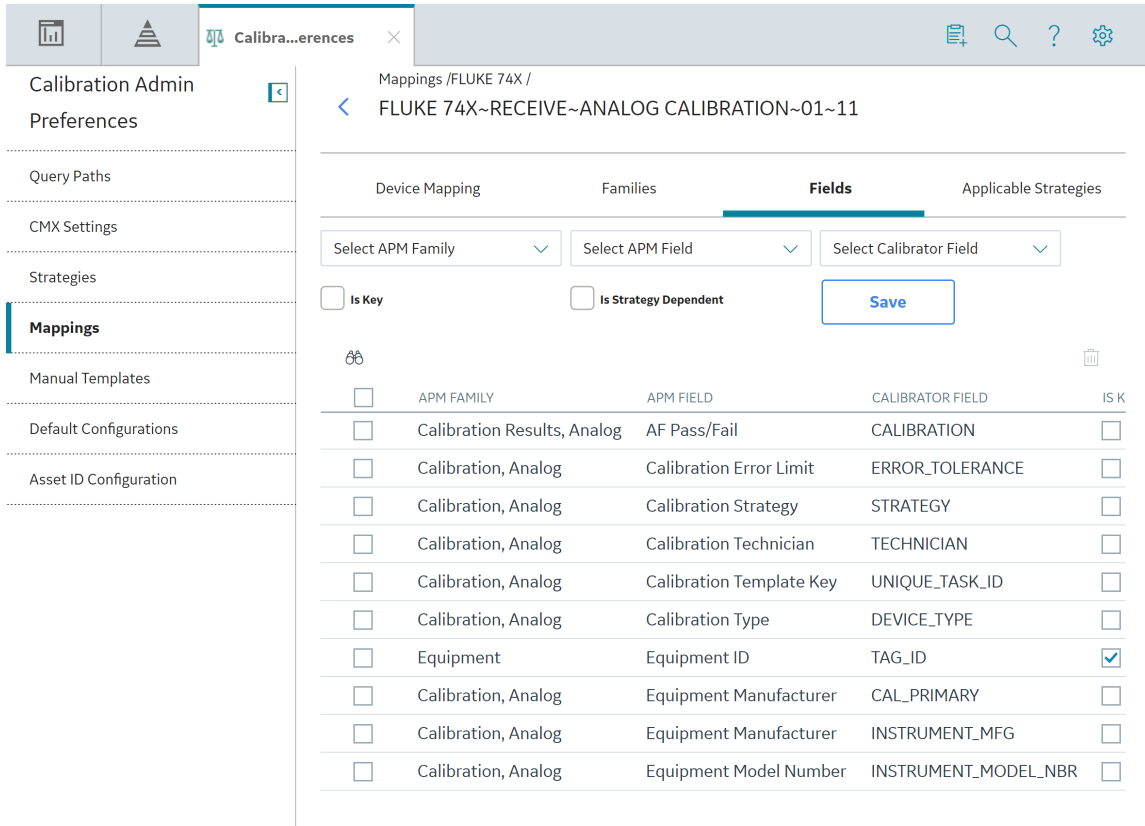 Calibra...erences
Calibration Admin
Preferences
Query Paths
CMX Settings
Strategies
Mappings
Manual Templates
Default Configurations
Asset ID Configuration
Mappings /FLUKE 74X /
FLUKE 74X~RECEIVE~ANALOG CALIBRATION~01~11
Device Mapping Families Fields Applicable Strategies
Select APM Family Select APM Field Select Calibrator Field
Is Key Is Strategy Dependent Save
APM FAMILY APM FIELD CALIBRATOR FIELD IS K
Calibration Results, Analog AF Pass/Fail CALIBRATION
Calibration, Analog Calibration Error Limit ERROR_TOLERANCE
Calibration, Analog Calibration Strategy STRATEGY
Calibration, Analog Calibration Technician TECHNICIAN
Calibration, Analog Calibration Template Key UNIQUE_TASK_ID
Calibration, Analog Calibration Type DEVICE_TYPE
Equipment Equipment ID TAG_ID
Calibration, Analog Equipment Manufacturer CAL_PRIMARY
Calibration, Analog Equipment Manufacturer INSTRUMENT_MFG
Calibration, Analog Equipment Model Number INSTRUMENT_MODEL_NBR